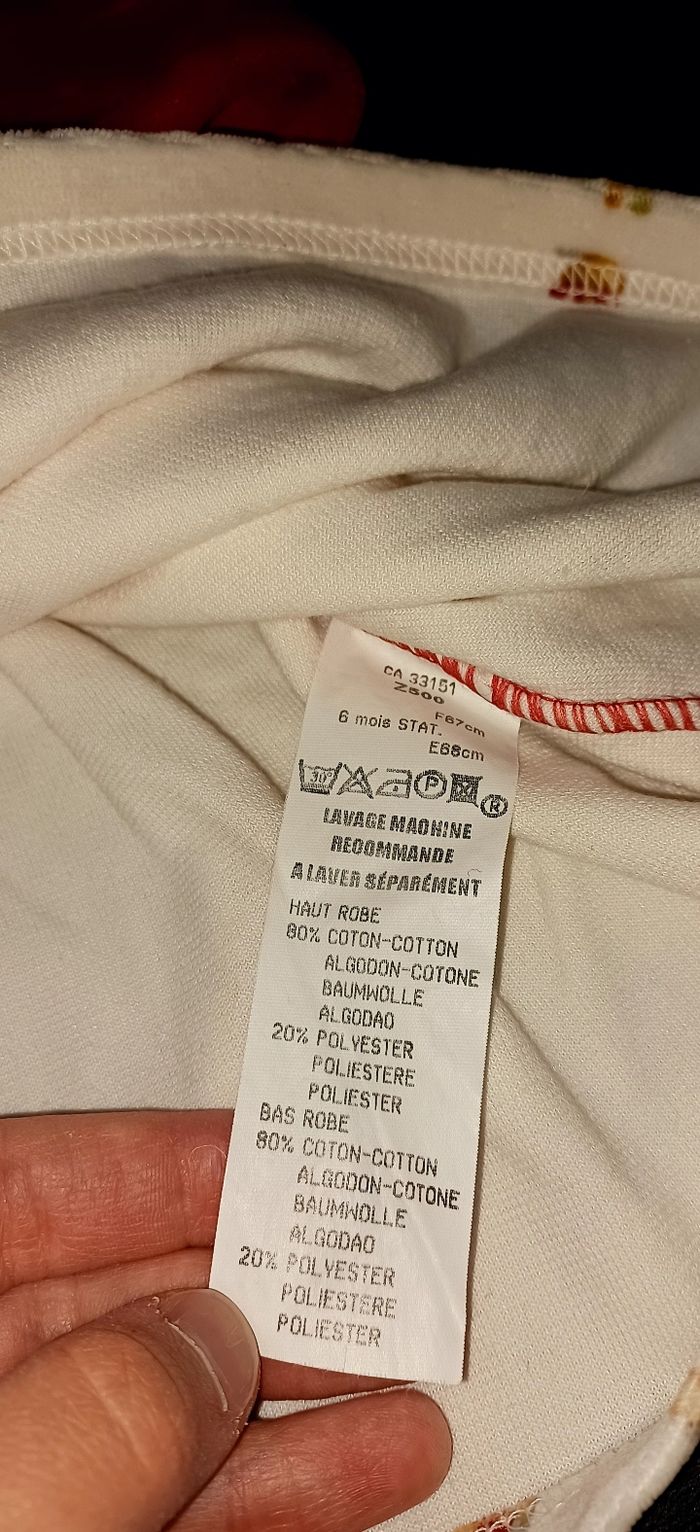 CA 33151
Z500
F67cm
6 mois STAT.
E68cm
30° P R
LAVAGE MACHINE
RECOMMANDE
A LAVER SÉPARÉMENT
HAUT ROBE
80% COTON-COTTON
ALGODON-COTONE
BAUMWOLLE
ALGODAO
20% POLYESTER
POLIESTERE
POLIESTER
BAS ROBE
80% COTON-COTTON
ALGODON-COTONE
BAUMWOLLE
ALGODAO
20% POLYESTER
POLIESTERE
POLIESTER